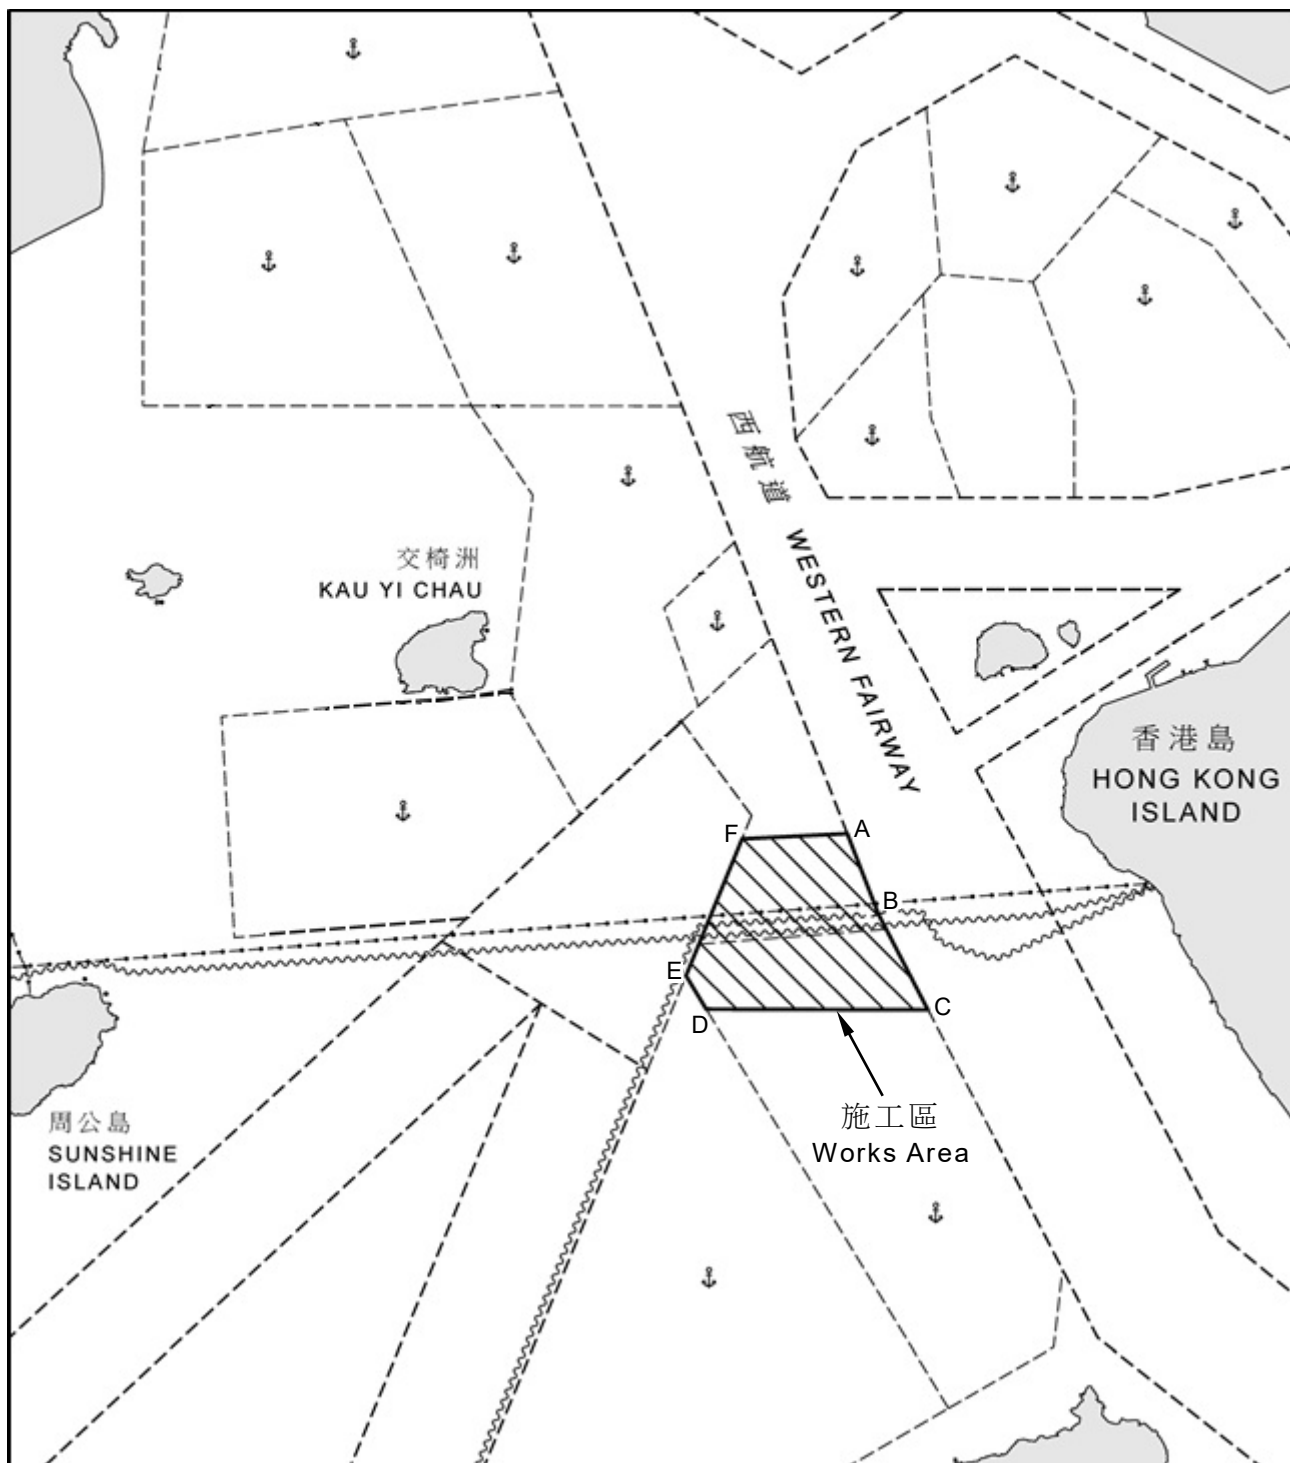 西航道 WESTERN FAIRWAY
交椅洲
KAU YI CHAU
香港島
HONG KONG
ISLAND
F
A
B
E
D
C
施工區
Works Area
周公島
SUNSHINE
ISLAND